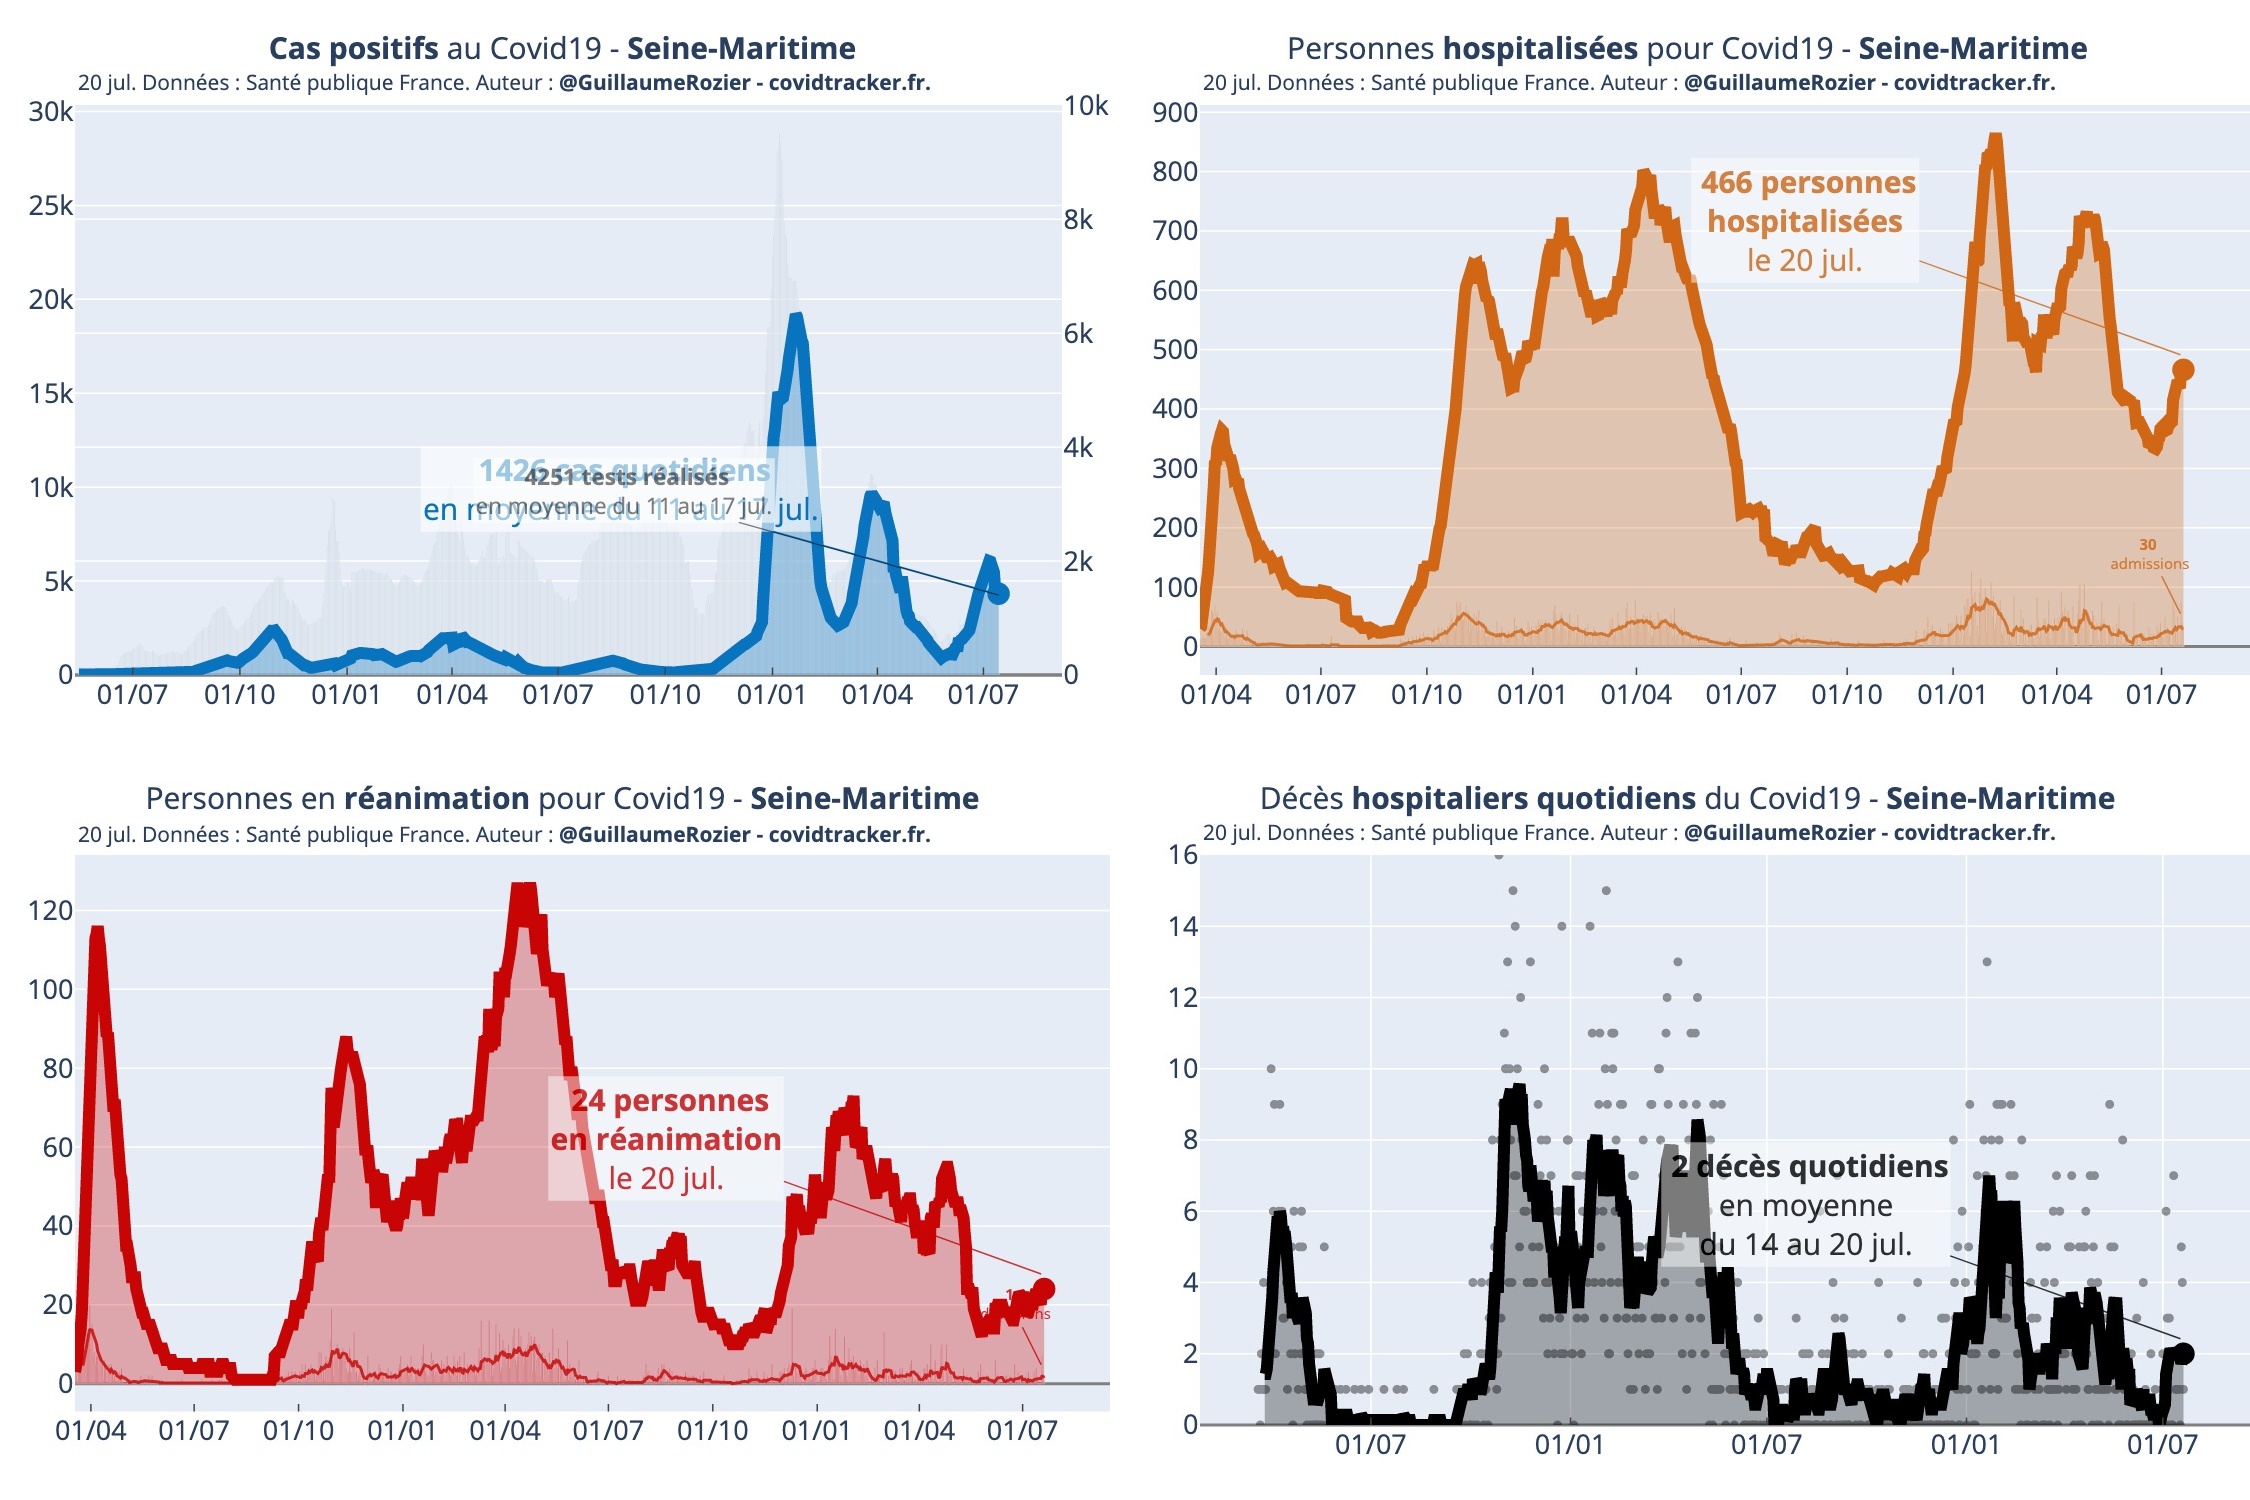 Cas positifs au Covid19 - Seine-Maritime
20 jul. Données : Santé publique France. Auteur : @GuillaumeRozier - covidtracker.fr.
30k
25k
20k
15k
10k
5k
0
10k
8k
6k
4k
2k
0
1426 cas quotidiens
en moyenne du 11 au 17 jul.
4251 tests réalisés
en moyenne du 11 au 17 jul.
01/07 01/10 01/01 01/04 01/07 01/10 01/01 01/04 01/07
Personnes hospitalisées pour Covid19 - Seine-Maritime
20 jul. Données : Santé publique France. Auteur : @GuillaumeRozier - covidtracker.fr.
900
800
700
600
500
400
300
200
100
0
466 personnes
hospitalisées
le 20 jul.
30
admissions
01/04 01/07 01/10 01/01 01/04 01/07 01/10 01/01 01/04 01/07
Personnes en réanimation pour Covid19 - Seine-Maritime
20 jul. Données : Santé publique France. Auteur : @GuillaumeRozier - covidtracker.fr.
120
100
80
60
40
20
0
24 personnes
en réanimation
le 20 jul.
01/04 01/07 01/10 01/01 01/04 01/07 01/10 01/01 01/04 01/07
Décès hospitaliers quotidiens du Covid19 - Seine-Maritime
20 jul. Données : Santé publique France. Auteur : @GuillaumeRozier - covidtracker.fr.
16
14
12
10
8
6
4
2
0
2 décès quotidiens
en moyenne
du 14 au 20 jul.
01/07 01/01 01/07 01/01 01/07